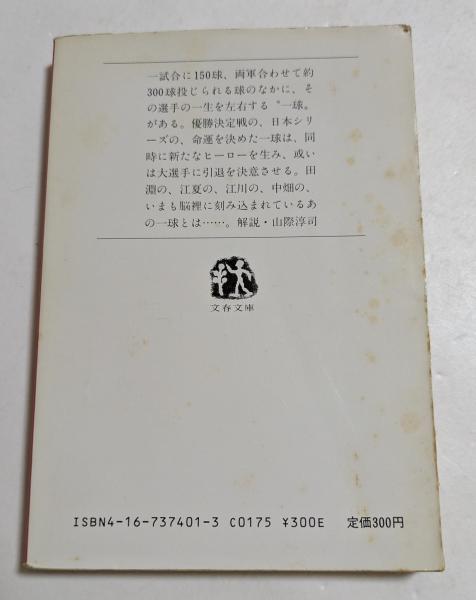 一試合に150球、両軍合わせて約
300球投じられる球のなかに、そ
の選手の一生を左右する〝一球〟
がある。優勝決定戦の、日本シリ
ーズの、命運を決めた一球は、同
時に新たなヒーローを生み、或い
は大選手に引退を決意させる。田
淵の、江夏の、江川の、中畑の、
いまも脳裡に刻み込まれているあ
の一球とは……。解説・山際淳司
文春文庫
ISBN4-16-737401-3 C0175 ¥300E 定価300円